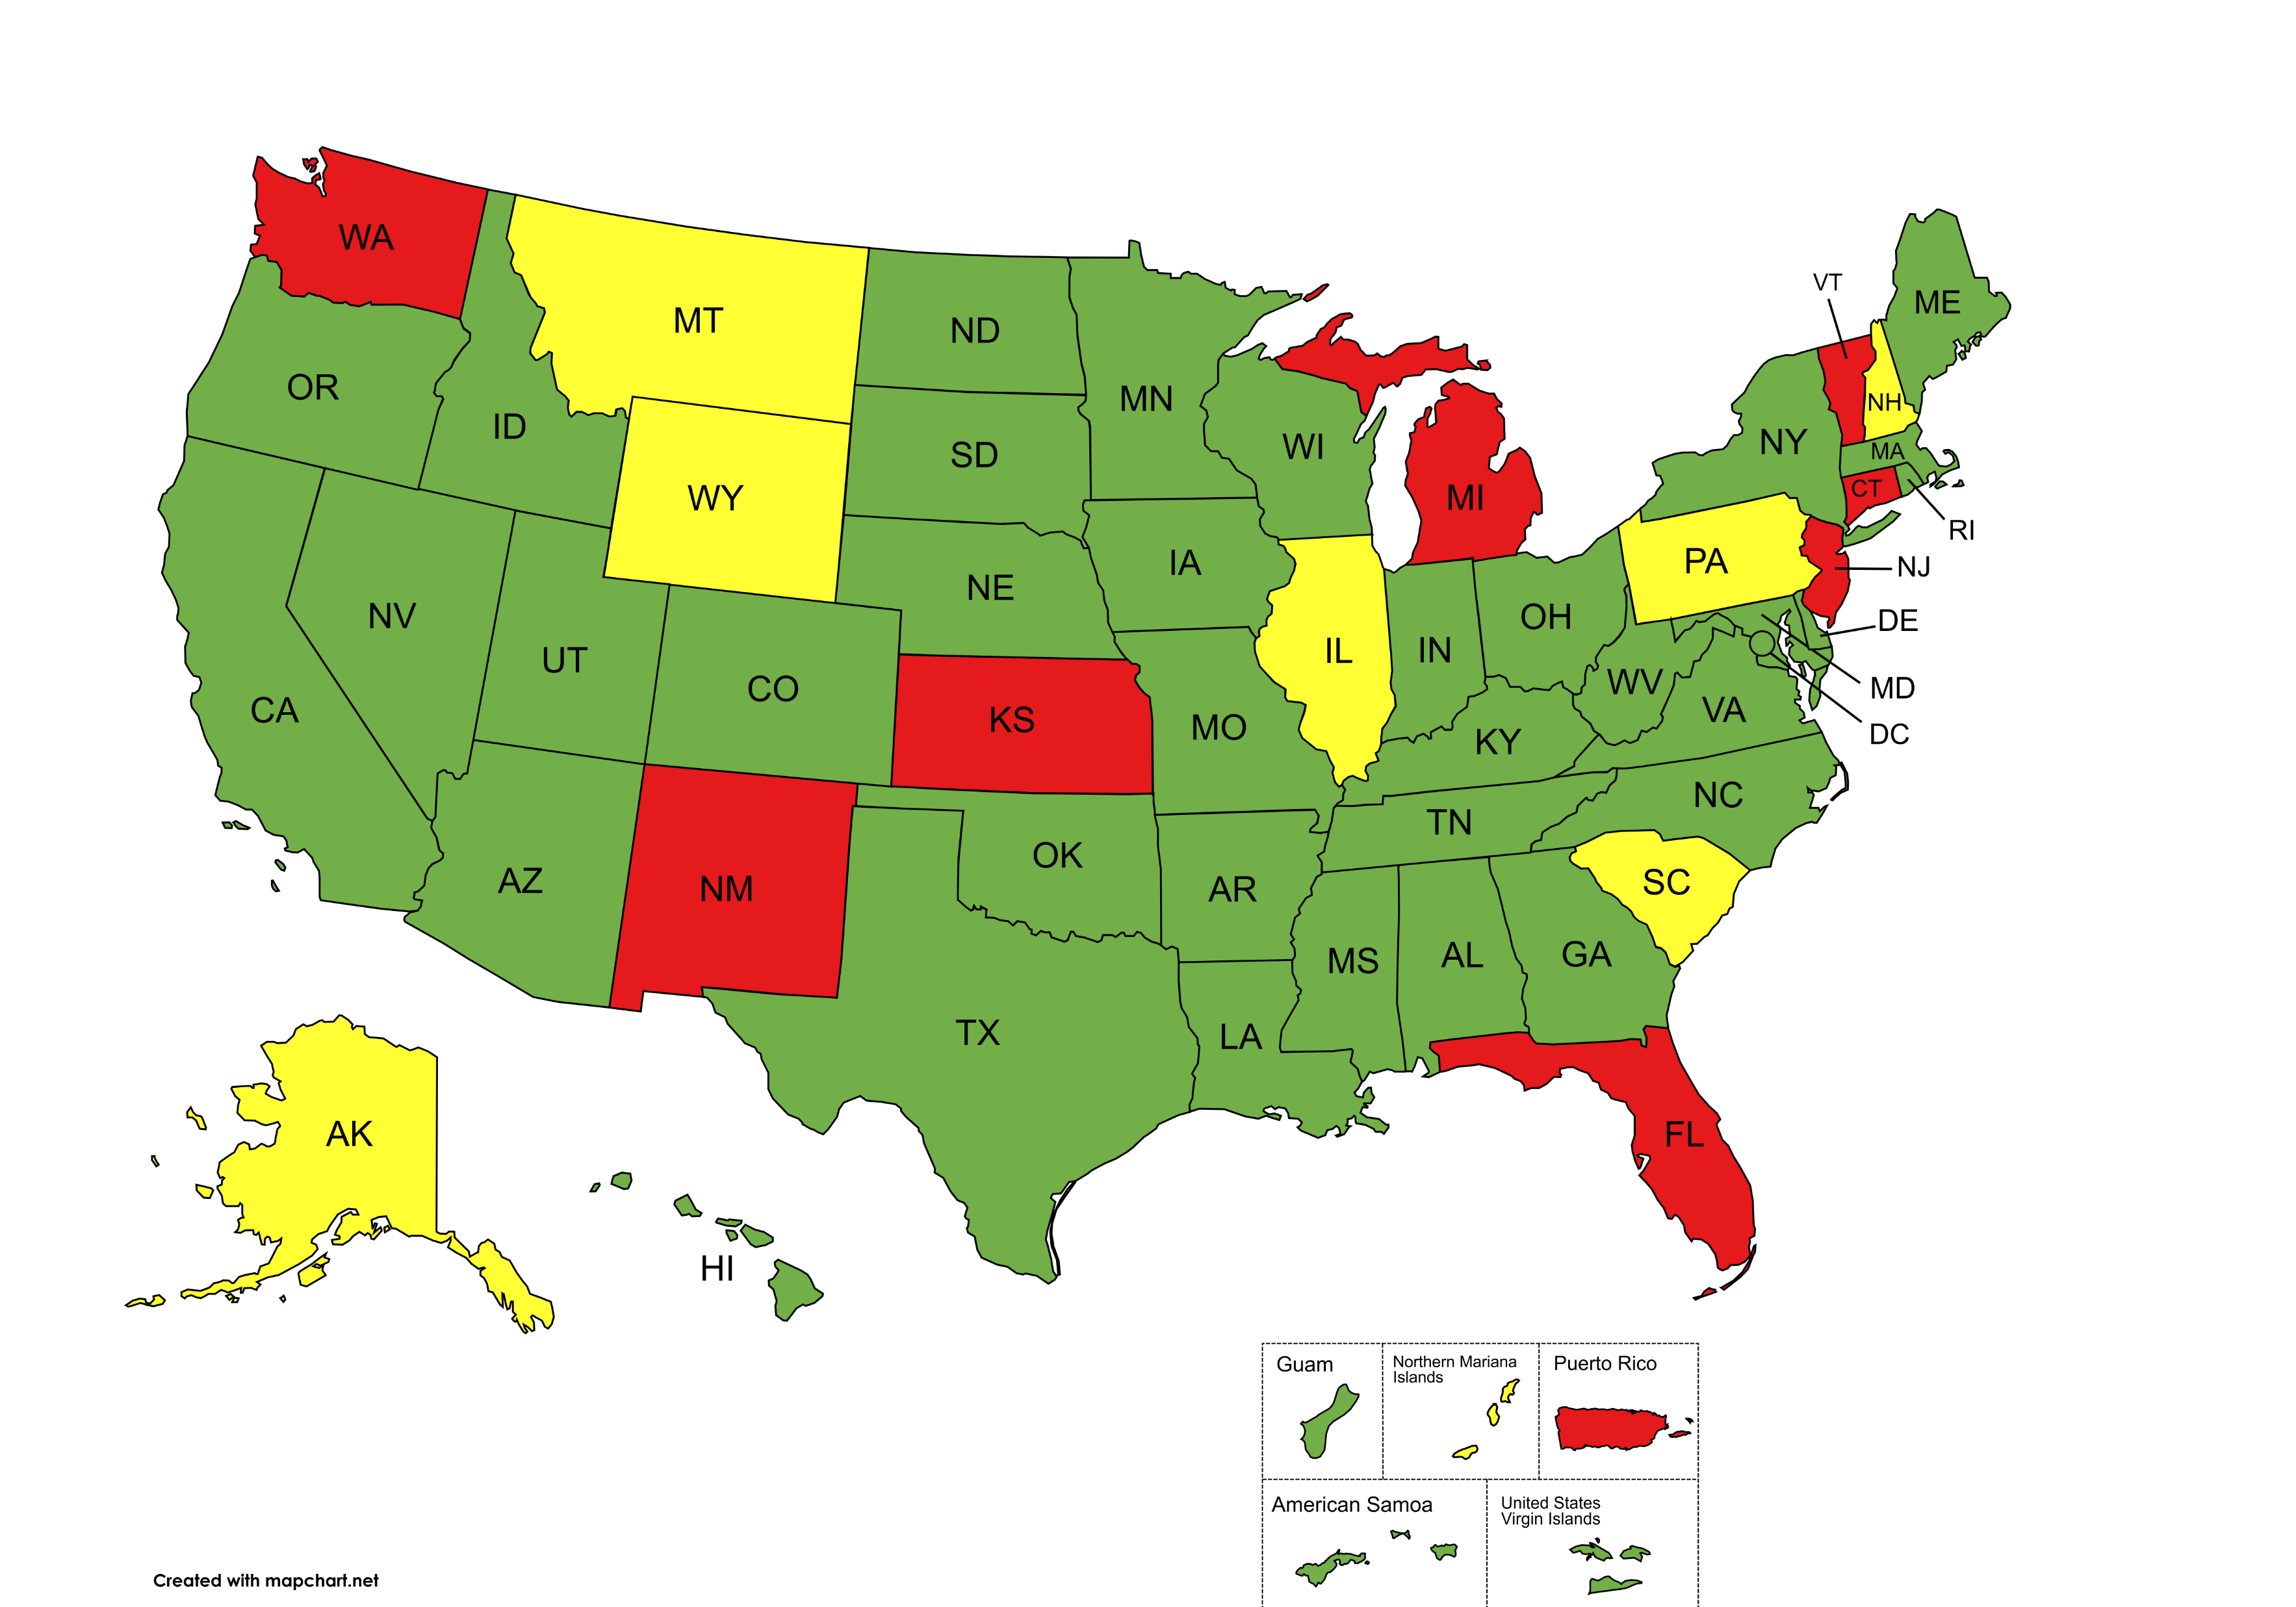 WA
MT
ND
MN
VT
ME
OR
ID
SD
WI
NH
NY
MA
WY
MI
CT
RI
NE
IA
PA
NJ
NV
UT
CO
IL
IN
OH
DE
WV
MD
CA
KS
MO
KY
VA
DC
AZ
NM
OK
AR
TN
NC
SC
TX
LA
MS
AL
GA
AK
FL
HI
Guam
Northern Mariana
Islands
Puerto Rico
American Samoa
United States
Virgin Islands
Created with mapchart.net